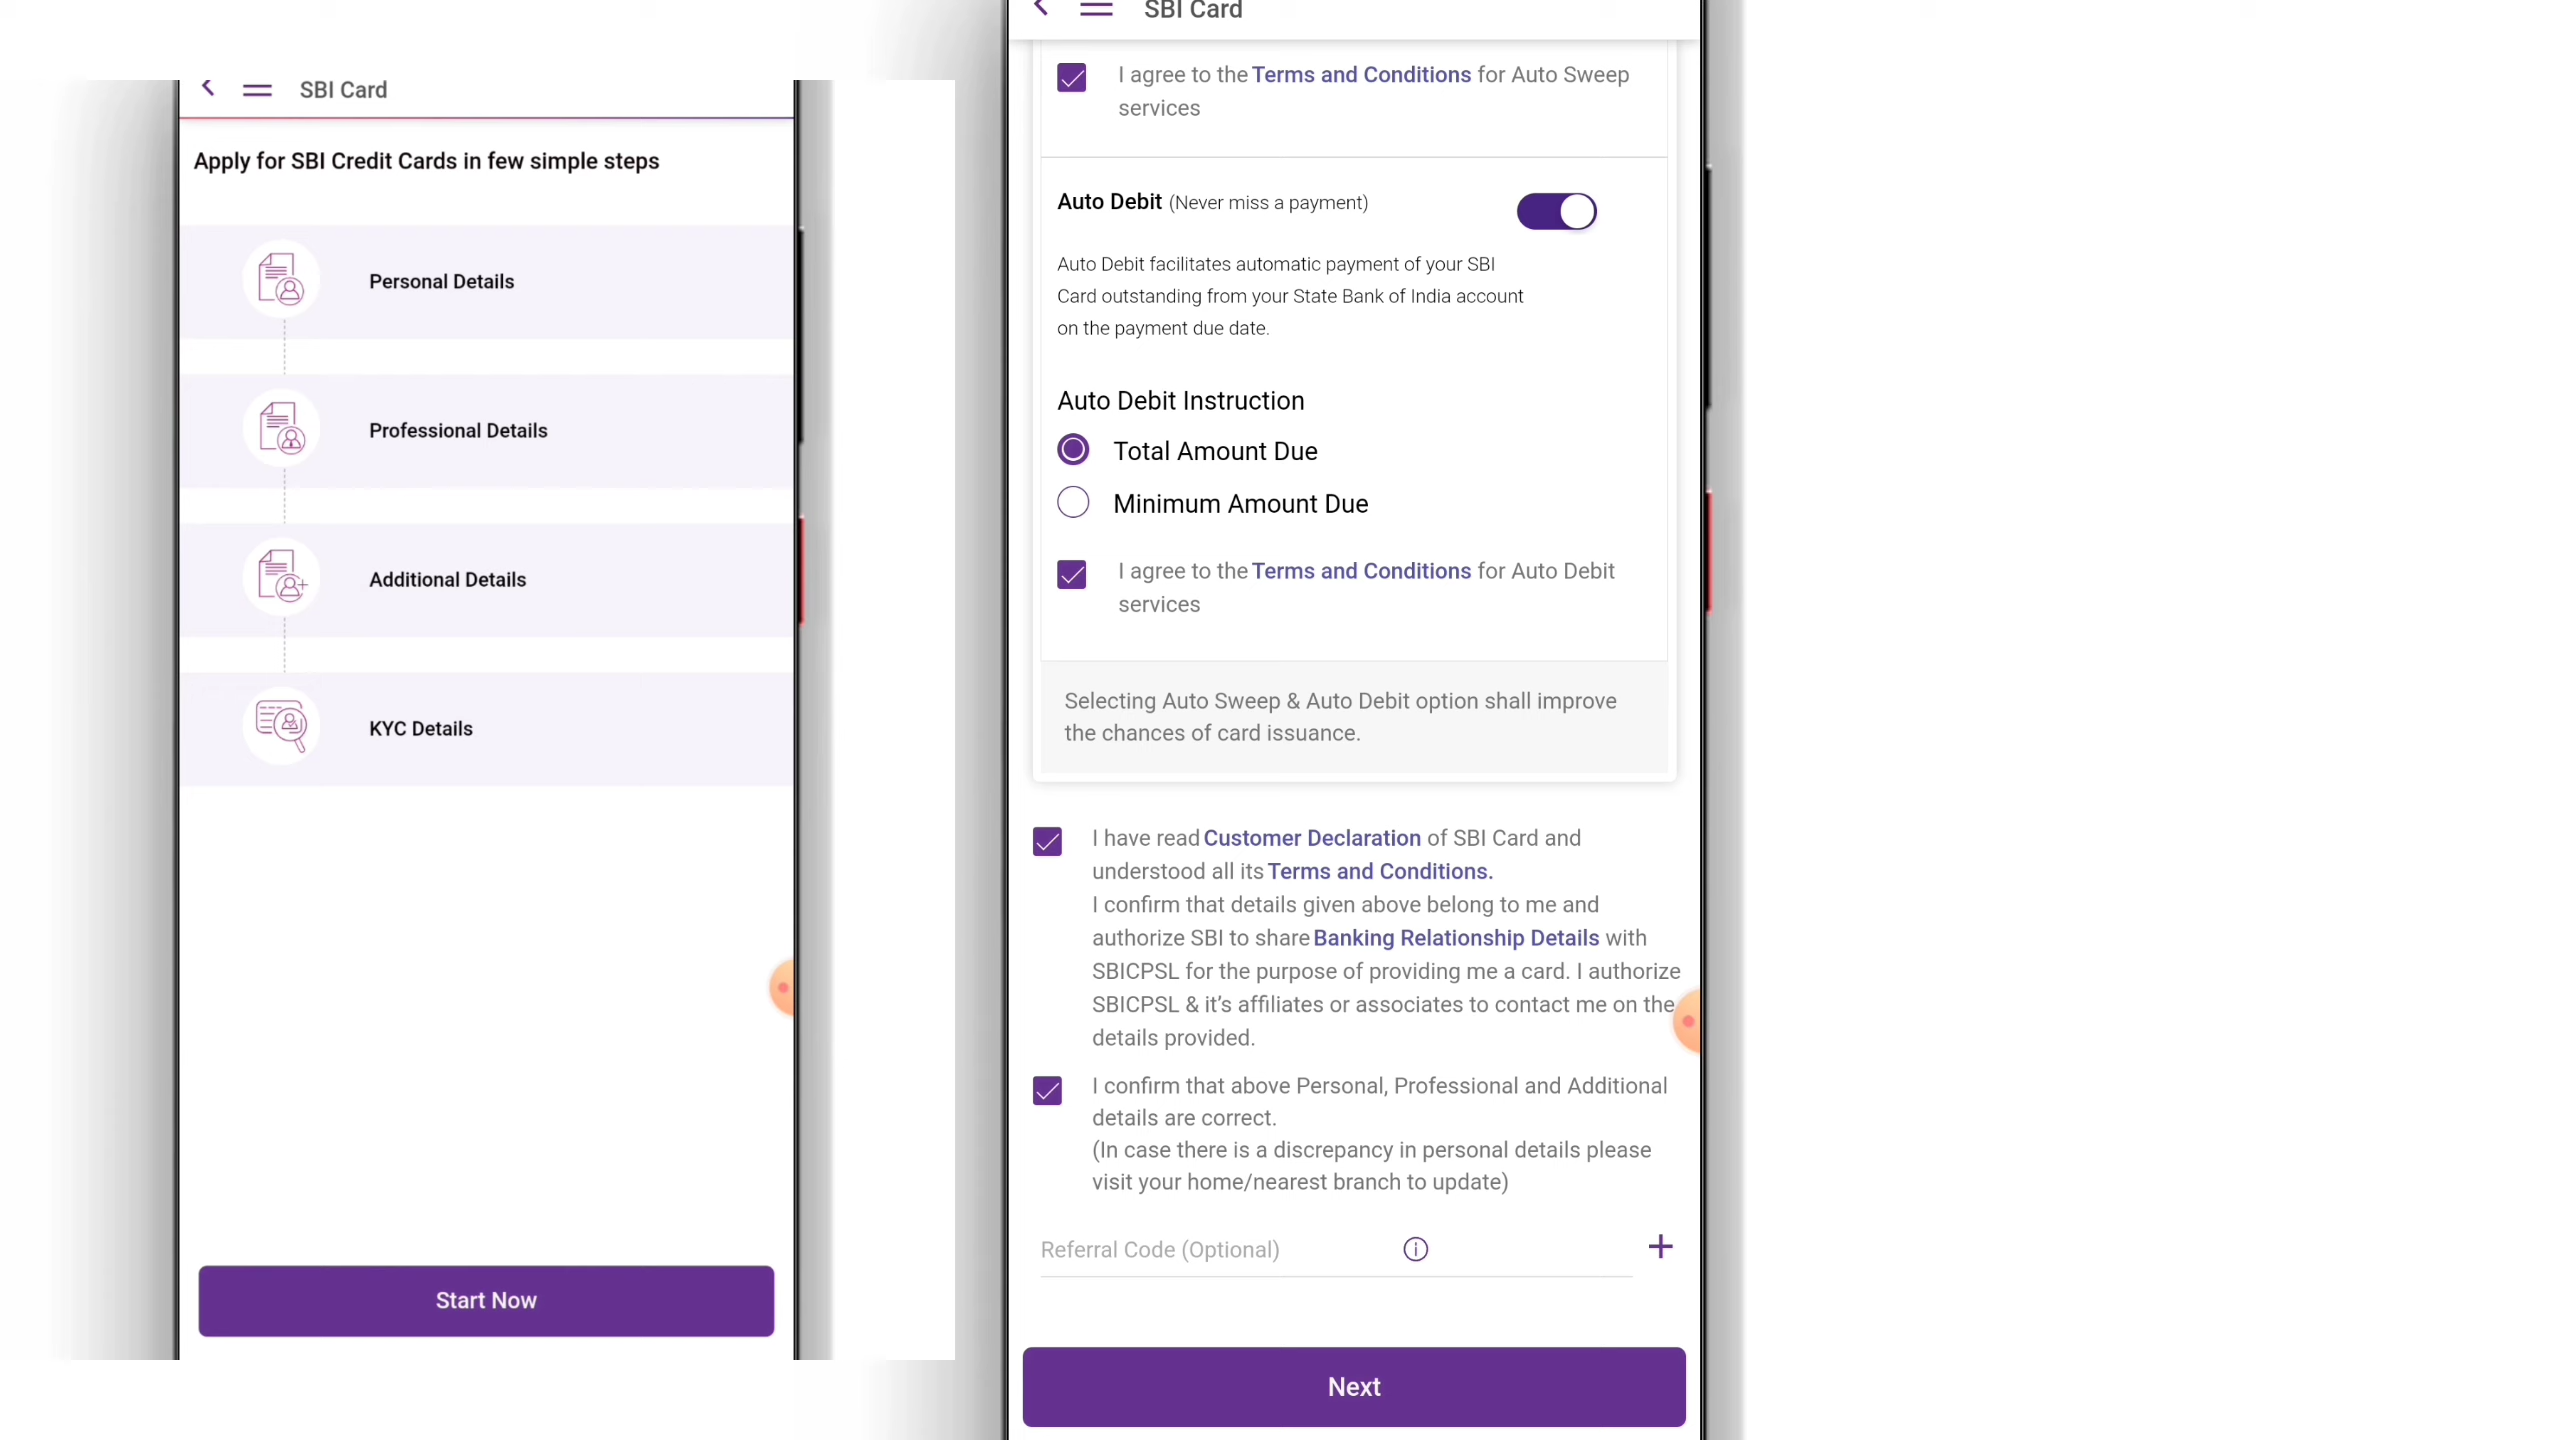 SBI Card
Apply for SBI Credit Cards in few simple steps
Personal Details
Professional Details
Additional Details
KYC Details
Start Now
SBI Card
I agree to the Terms and Conditions for Auto Sweep
services
Auto Debit (Never miss a payment)
Auto Debit facilitates automatic payment of your SBI
Card outstanding from your State Bank of India account
on the payment due date.
Auto Debit Instruction
Total Amount Due
Minimum Amount Due
I agree to the Terms and Conditions for Auto Debit
services
Selecting Auto Sweep & Auto Debit option shall improve
the chances of card issuance.
I have read Customer Declaration of SBI Card and
understood all its Terms and Conditions.
I confirm that details given above belong to me and
authorize SBI to share Banking Relationship Details with
SBICPSL for the purpose of providing me a card. I authorize
SBICPSL & it’s affiliates or associates to contact me on the
details provided.
I confirm that above Personal, Professional and Additional
details are correct.
(In case there is a discrepancy in personal details please
visit your home/nearest branch to update)
Referral Code (Optional)
Next